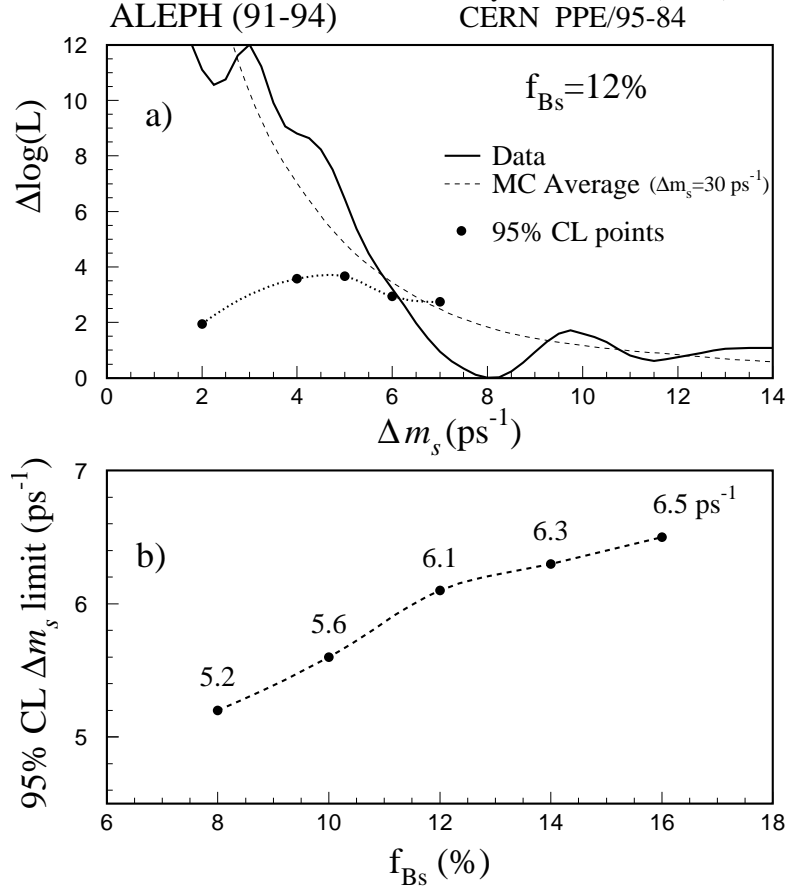 ALEPH (91-94) CERN PPE/95-84
12
10
8
6
4
2
0
Δlog(L)
a)
f_Bs=12%
Data
MC Average (Δm_s=30 ps^-1)
95% CL points
0 2 4 6 8 10 12 14
Δm_s(ps^-1)
7
6
5
95% CL Δm_s limit (ps^-1)
b)
5.2
5.6
6.1
6.3
6.5 ps^-1
6 8 10 12 14 16 18
f_Bs (%)